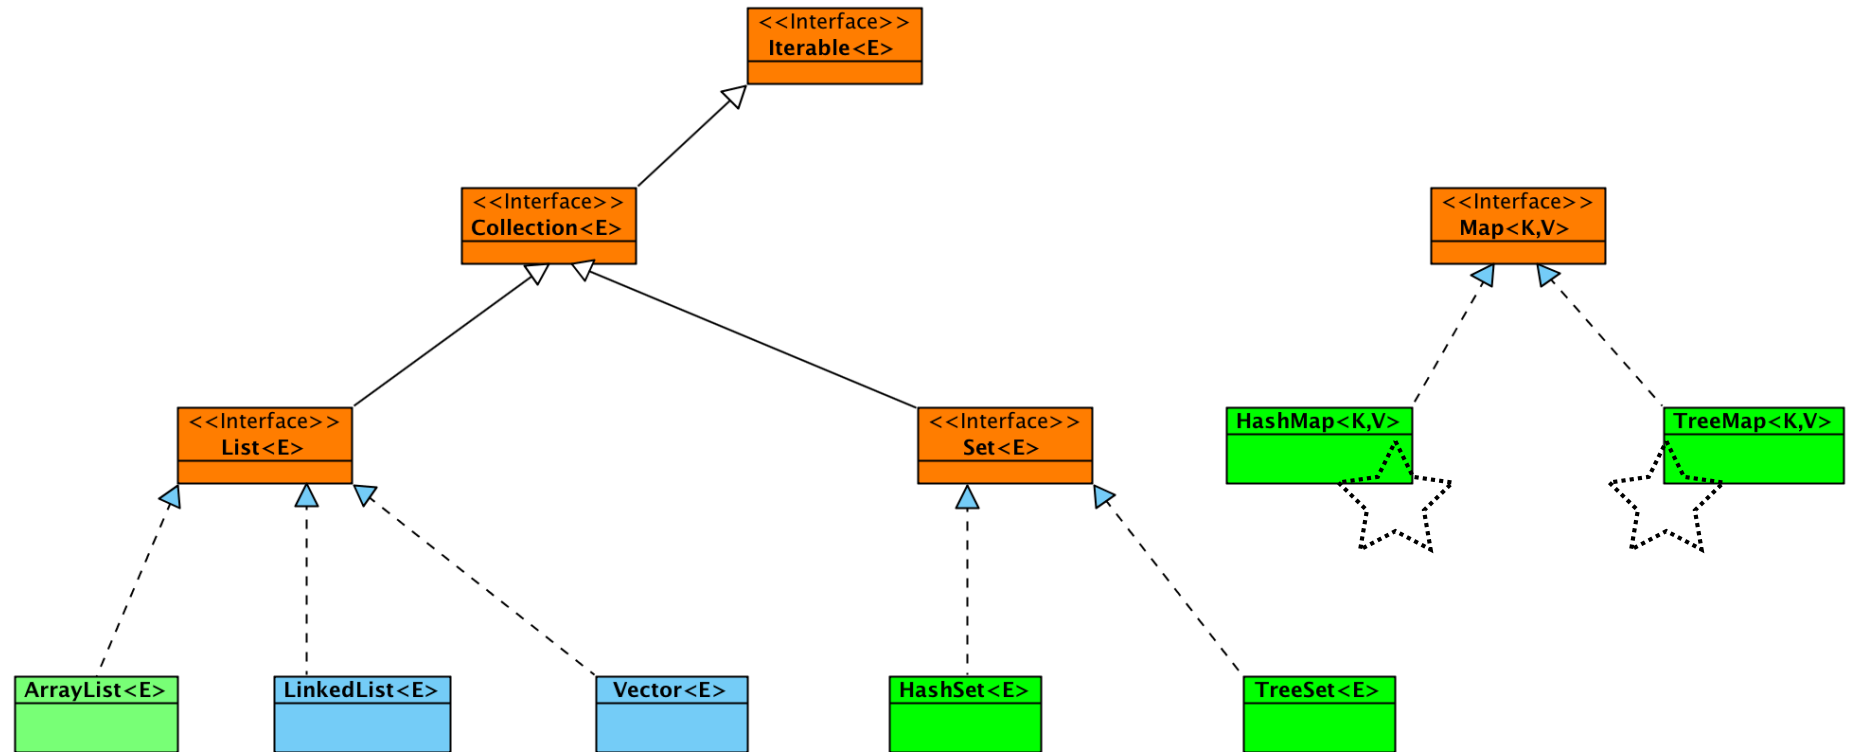 <<Interface>>
Iterable<E>
<<Interface>>
Collection<E>
<<Interface>>
Map<K,V>
<<Interface>>
List<E>
<<Interface>>
Set<E>
HashMap<K,V>
TreeMap<K,V>
ArrayList<E>
LinkedList<E>
Vector<E>
HashSet<E>
TreeSet<E>